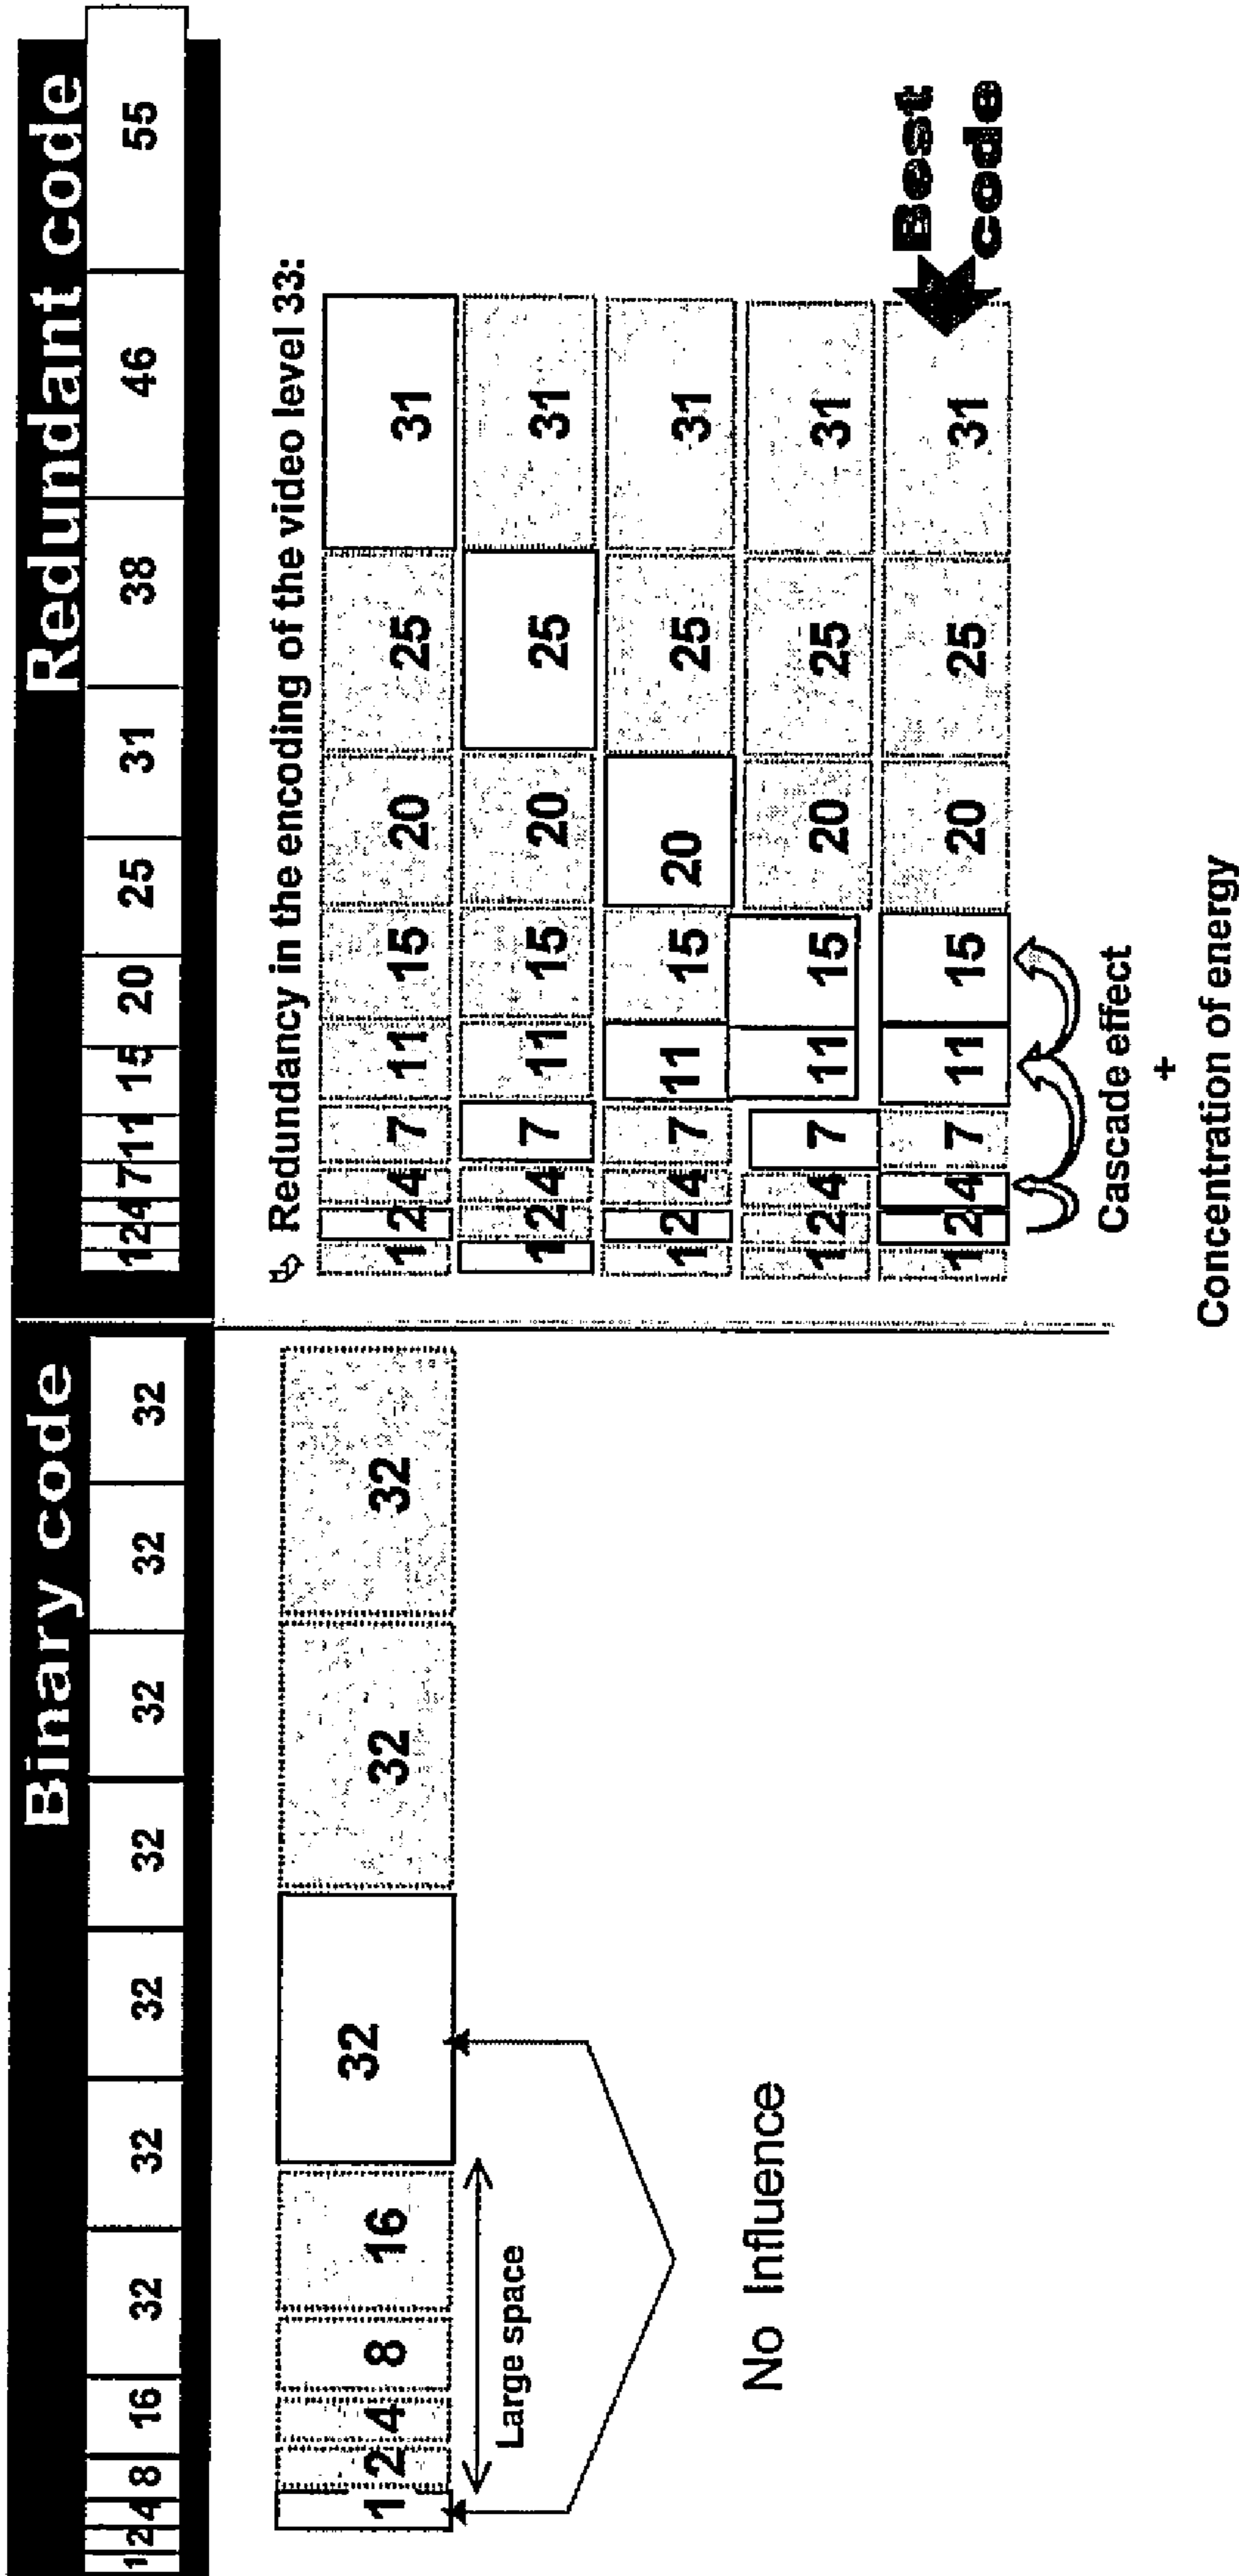 Binary code
1 2 4 8 16 32 32 32 32 32 32 32
1 2 4 8 16 32 32 32
Large space
No Influence
Redundant code
1 2 4 7 11 15 20 25 31 38 46 55
Redundancy in the encoding of the video level 33:
1 2 4 7 11 15 20 25 31
1 2 4 7 11 15 20 25 31
1 2 4 7 11 15 20 25 31
1 2 4 7 11 15 20 25 31
1 2 4 7 11 15 20 25 31
Best
code
Cascade effect
+
Concentration of energy